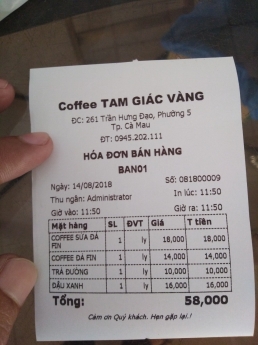 Coffee TAM GIÁC VÀNG
ĐC: 261 Trần Hưng Đạo, Phường 5
Tp. Cà Mau
ĐT: 0945.202.111
HÓA ĐƠN BÁN HÀNG
BAN01
Ngày: 14/08/2018 Số: 081800009
Thu ngân: Administrator In lúc: 11:50
Giờ vào: 11:50 Giờ ra: 11:50
Mặt hàng SL ĐVT Giá T tiền
COFFEE SỮA ĐÁ FIN 1 ly 18,000 18,000
COFFEE ĐÁ FIN 1 ly 14,000 14,000
TRÀ ĐƯỜNG 1 ly 10,000 10,000
ĐẬU XANH 1 ly 16,000 16,000
Tổng: 58,000
Cảm ơn Quý khách. Hẹn gặp lại!